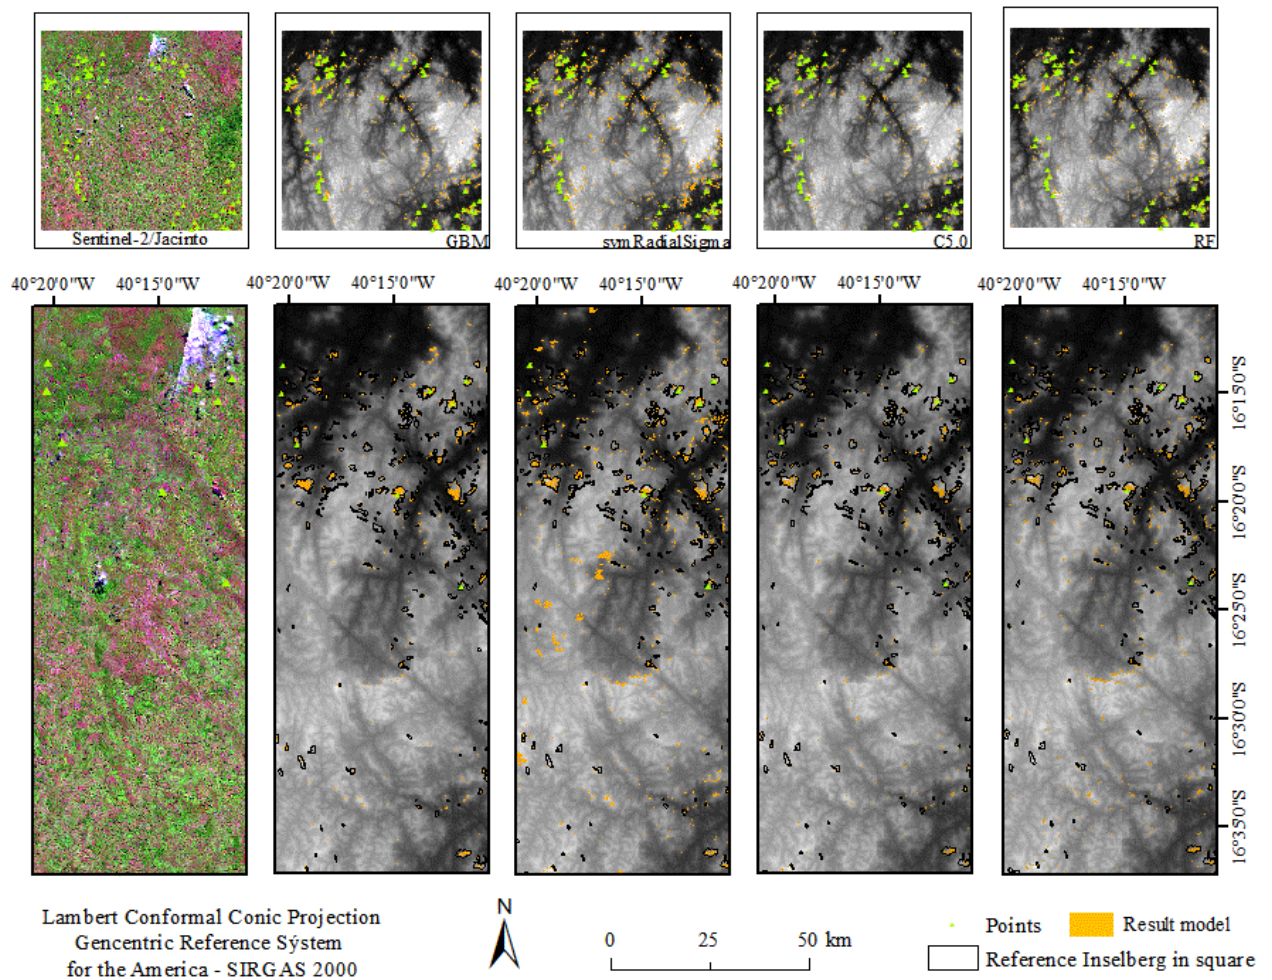 Sentinel-2/Jacinto
GBM
svmRadialSigma
C5.0
RF
40°20'0"W 40°15'0"W
40°20'0"W 40°15'0"W
40°20'0"W 40°15'0"W
40°20'0"W 40°15'0"W
40°20'0"W 40°15'0"W
16°15'0"S
16°20'0"S
16°25'0"S
16°30'0"S
16°35'0"S
Lambert Conformal Conic Projection
Gencentric Reference Sýstem
for the America - SIRGAS 2000
N
0 25 50 km
Points
Result model
Reference Inselberg in square